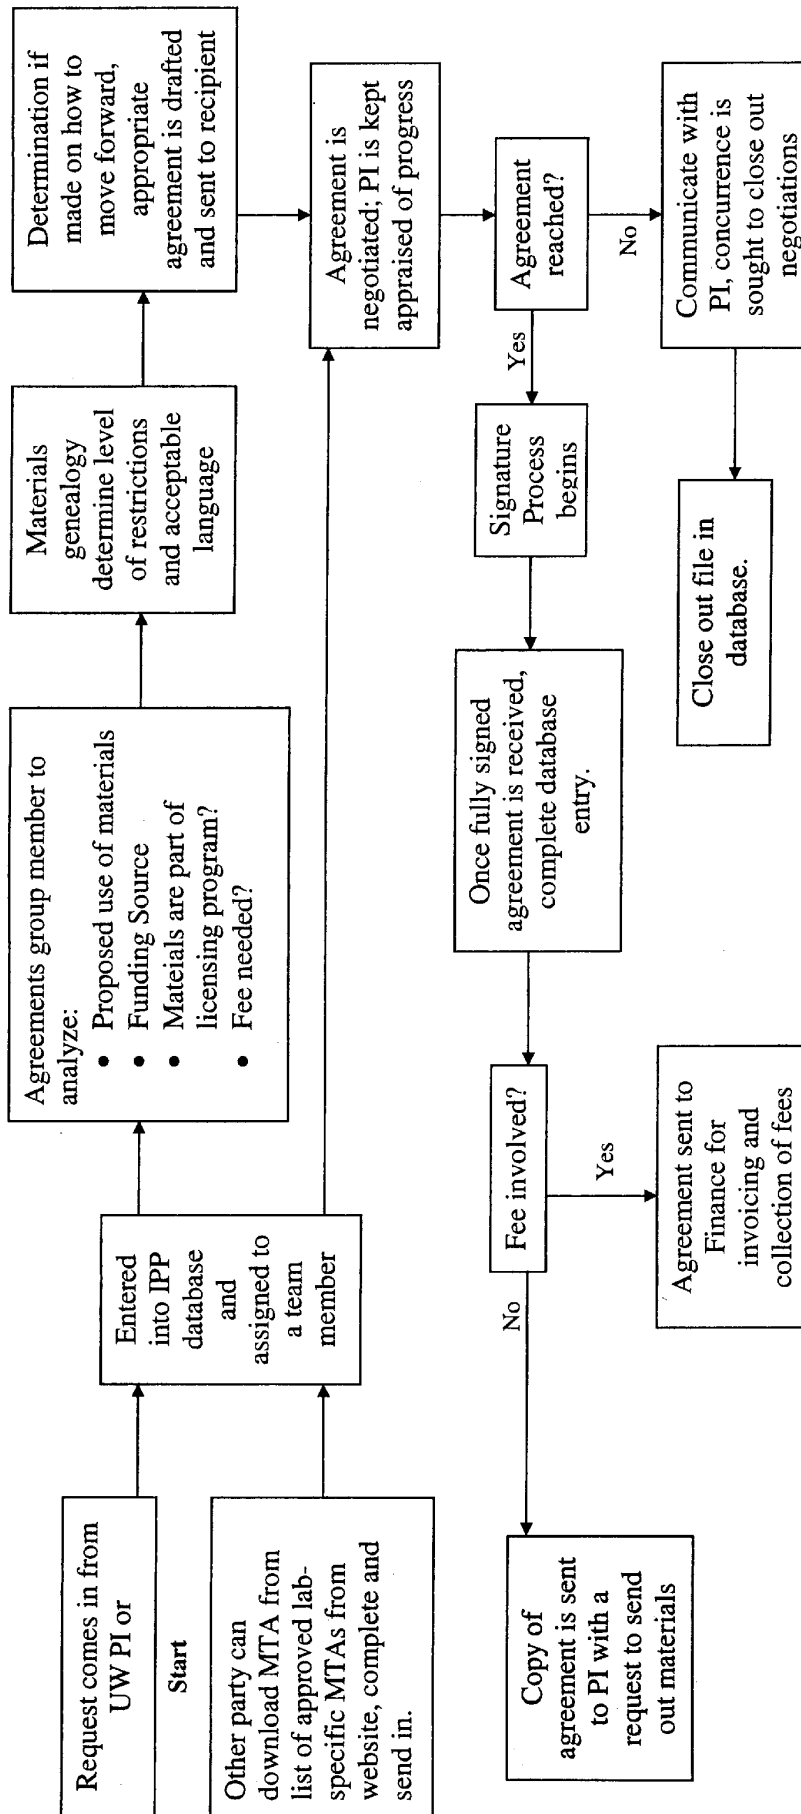 Request comes in from
UW PI or
Start
Other party can
download MTA from
list of approved lab-
specific MTAs from
website, complete and
send in.
Entered
into IPP
database
and
assigned to
a team
member
Agreements group member to
analyze:
• Proposed use of materials
• Funding Source
• Mateials are part of
licensing program?
• Fee needed?
Materials
genealogy
determine level
of restrictions
and acceptable
language
Determination if
made on how to
move forward,
appropriate
agreement is drafted
and sent to recipient
Agreement is
negotiated; PI is kept
appraised of progress
Agreement
reached?
Yes
No
Signature
Process
begins
Communicate with
PI, concurrence is
sought to close out
negotiations
Close out file in
database.
Once fully signed
agreement is received,
complete database
entry.
Fee involved?
No
Yes
Copy of
agreement is sent
to PI with a
request to send
out materials
Agreement sent to
Finance for
invoicing and
collection of fees